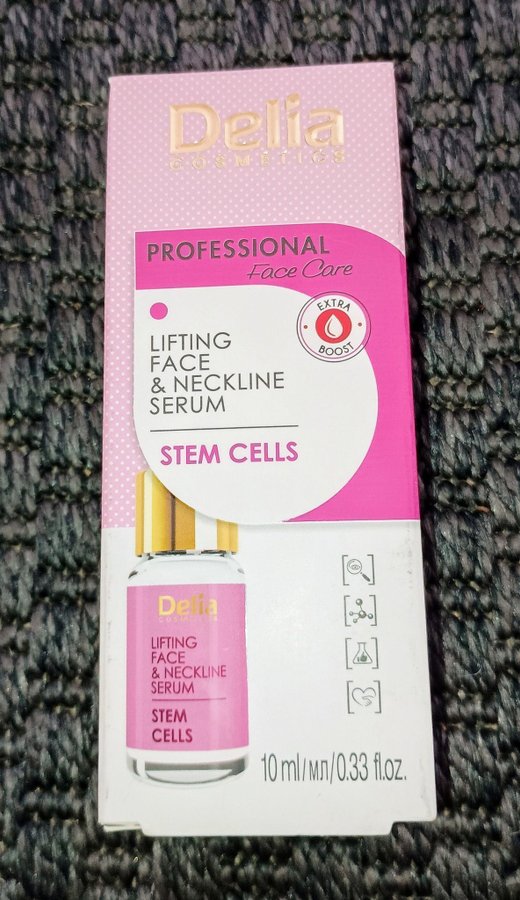 Delia
COSMETICS
PROFESSIONAL
Face Care
EXTRA
BOOST
LIFTING
FACE
& NECKLINE
SERUM
STEM CELLS
Delia
COSMETICS
LIFTING
FACE
& NECKLINE
SERUM
STEM
CELLS
10 ml/мл/0.33 fl.oz.